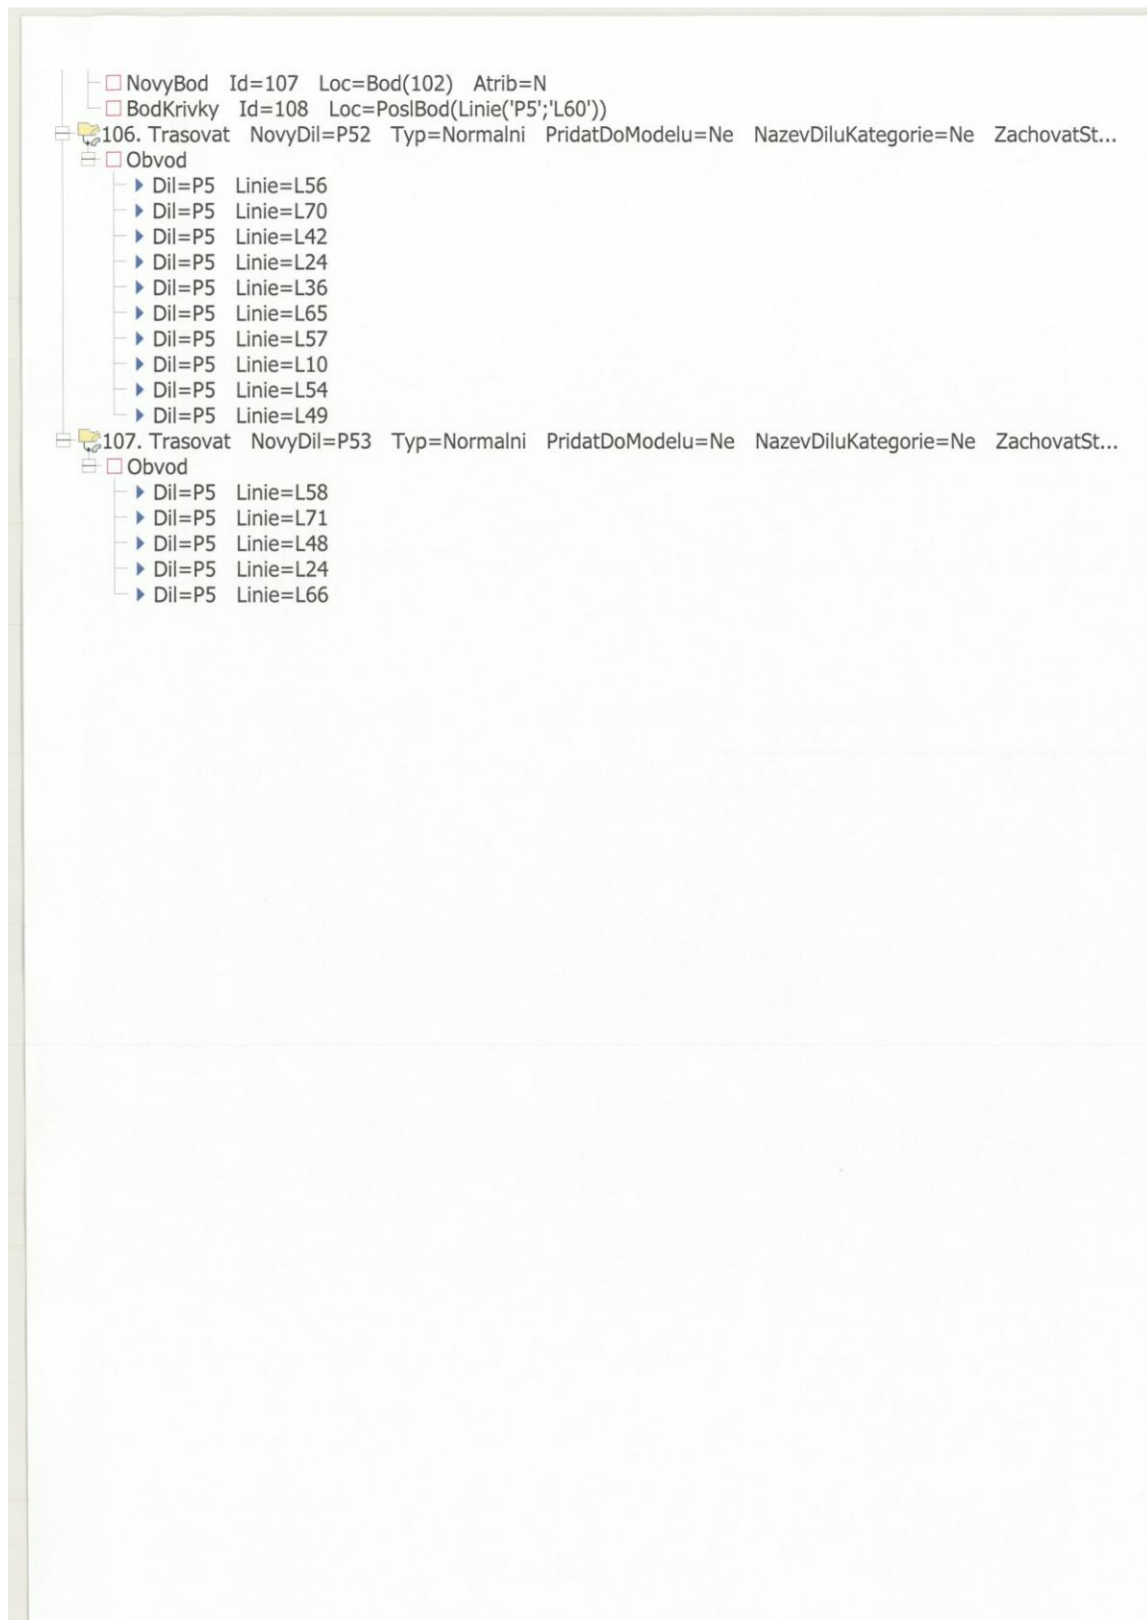 NovyBod Id=107 Loc=Bod(102) Atrib=N
BodKrivky Id=108 Loc=PoslBod(Linie('P5';'L60'))
106. Trasovat NovyDil=P52 Typ=Normalni PridatDoModelu=Ne NazevDiluKategorie=Ne ZachovatSt...
Obvod
Dil=P5 Linie=L56
Dil=P5 Linie=L70
Dil=P5 Linie=L42
Dil=P5 Linie=L24
Dil=P5 Linie=L36
Dil=P5 Linie=L65
Dil=P5 Linie=L57
Dil=P5 Linie=L10
Dil=P5 Linie=L54
Dil=P5 Linie=L49
107. Trasovat NovyDil=P53 Typ=Normalni PridatDoModelu=Ne NazevDiluKategorie=Ne ZachovatSt...
Obvod
Dil=P5 Linie=L58
Dil=P5 Linie=L71
Dil=P5 Linie=L48
Dil=P5 Linie=L24
Dil=P5 Linie=L66